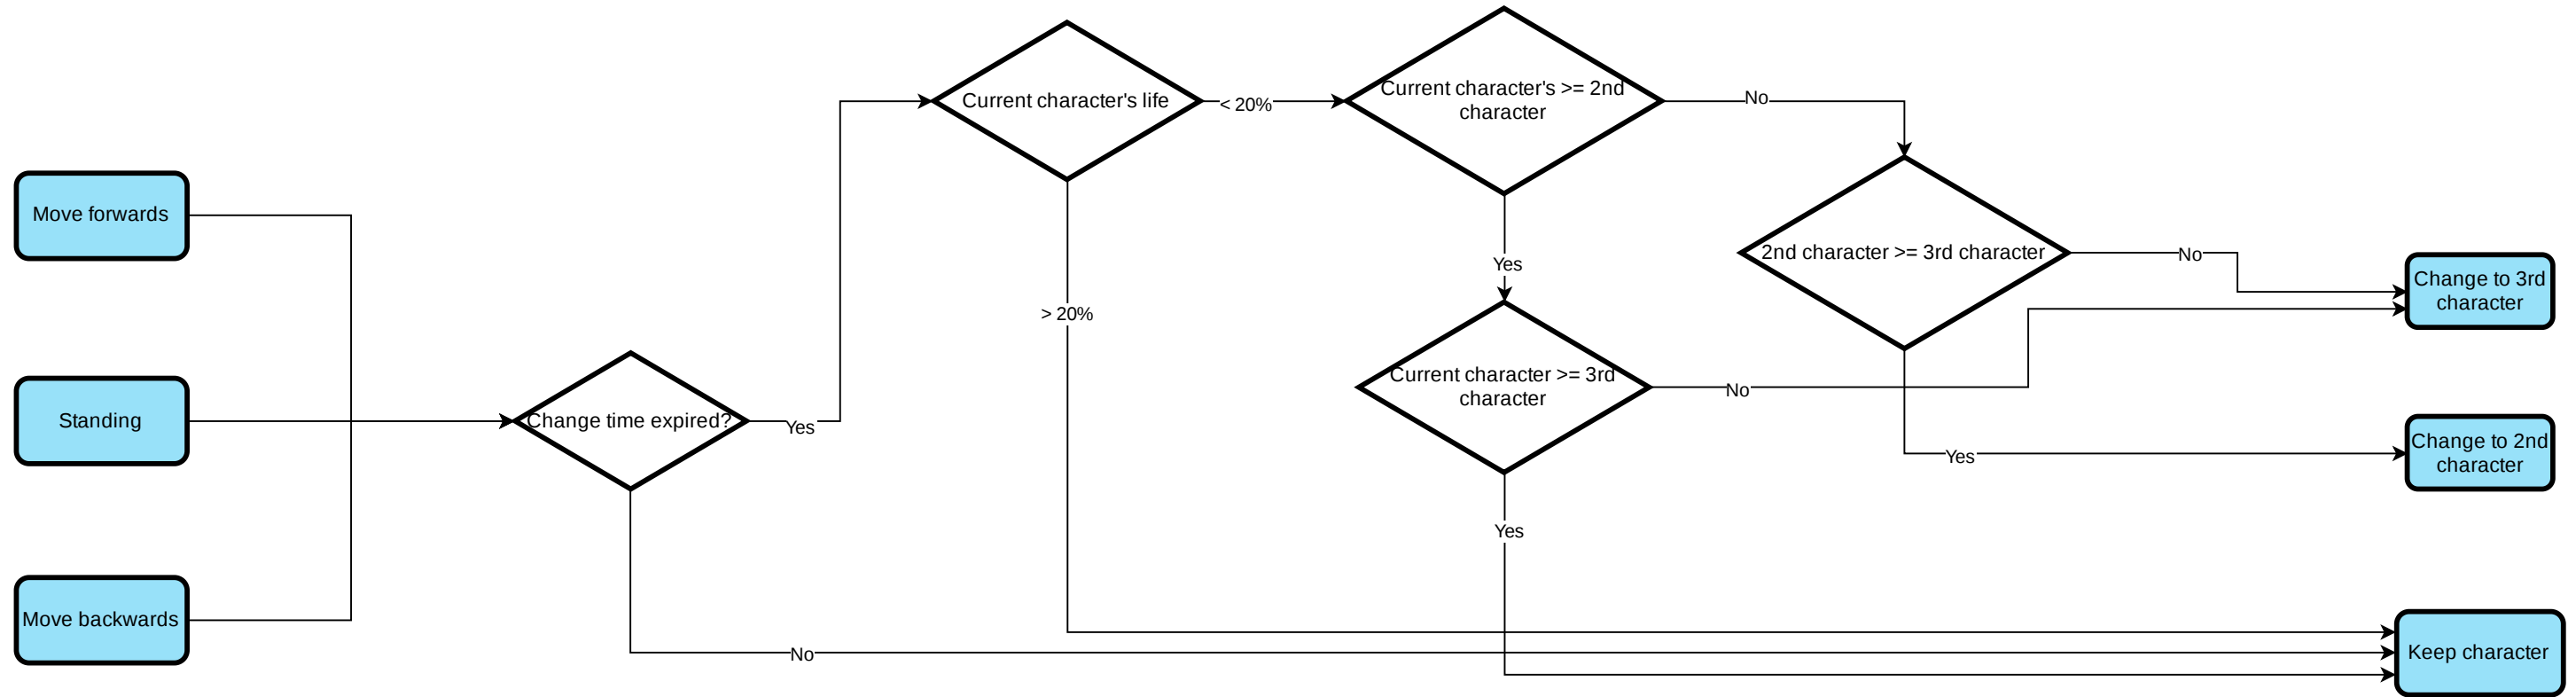 Current character's >= 2nd
character
Current character's life
< 20%
No
Move forwards
2nd character >= 3rd character
No
Yes
Change to 3rd
character
> 20%
Current character >= 3rd
character
No
Standing
Change time expired?
Yes
Change to 2nd
character
Yes
Yes
Move backwards
No
Keep character